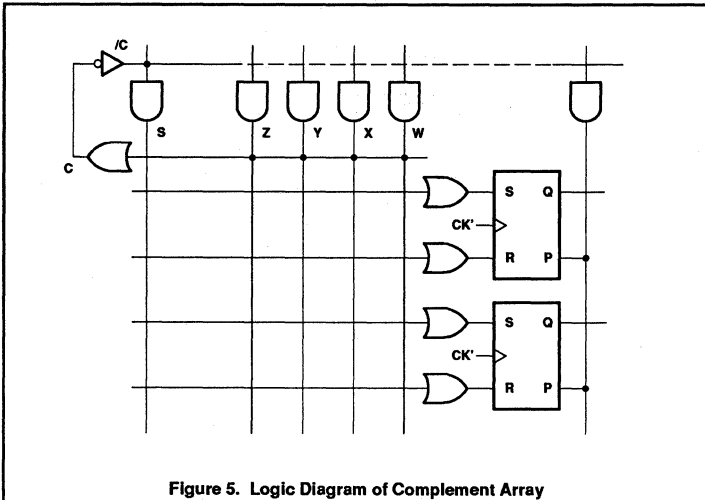 /C
S Z Y X W
C
S Q
CK'
R P
S Q
CK'
R P
Figure 5. Logic Diagram of Complement Array